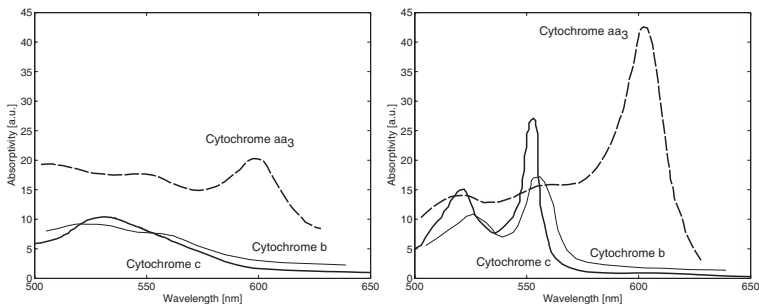 45
40
35
30
25
20
15
10
5
0
Absorptivity [a.u.]
Cytochrome aa3
Cytochrome b
Cytochrome c
500
550
600
650
Wavelength [nm]
45
40
35
30
25
20
15
10
5
0
Absorptivity [a.u.]
Cytochrome aa3
Cytochrome b
Cytochrome c
500
550
600
650
Wavelength [nm]